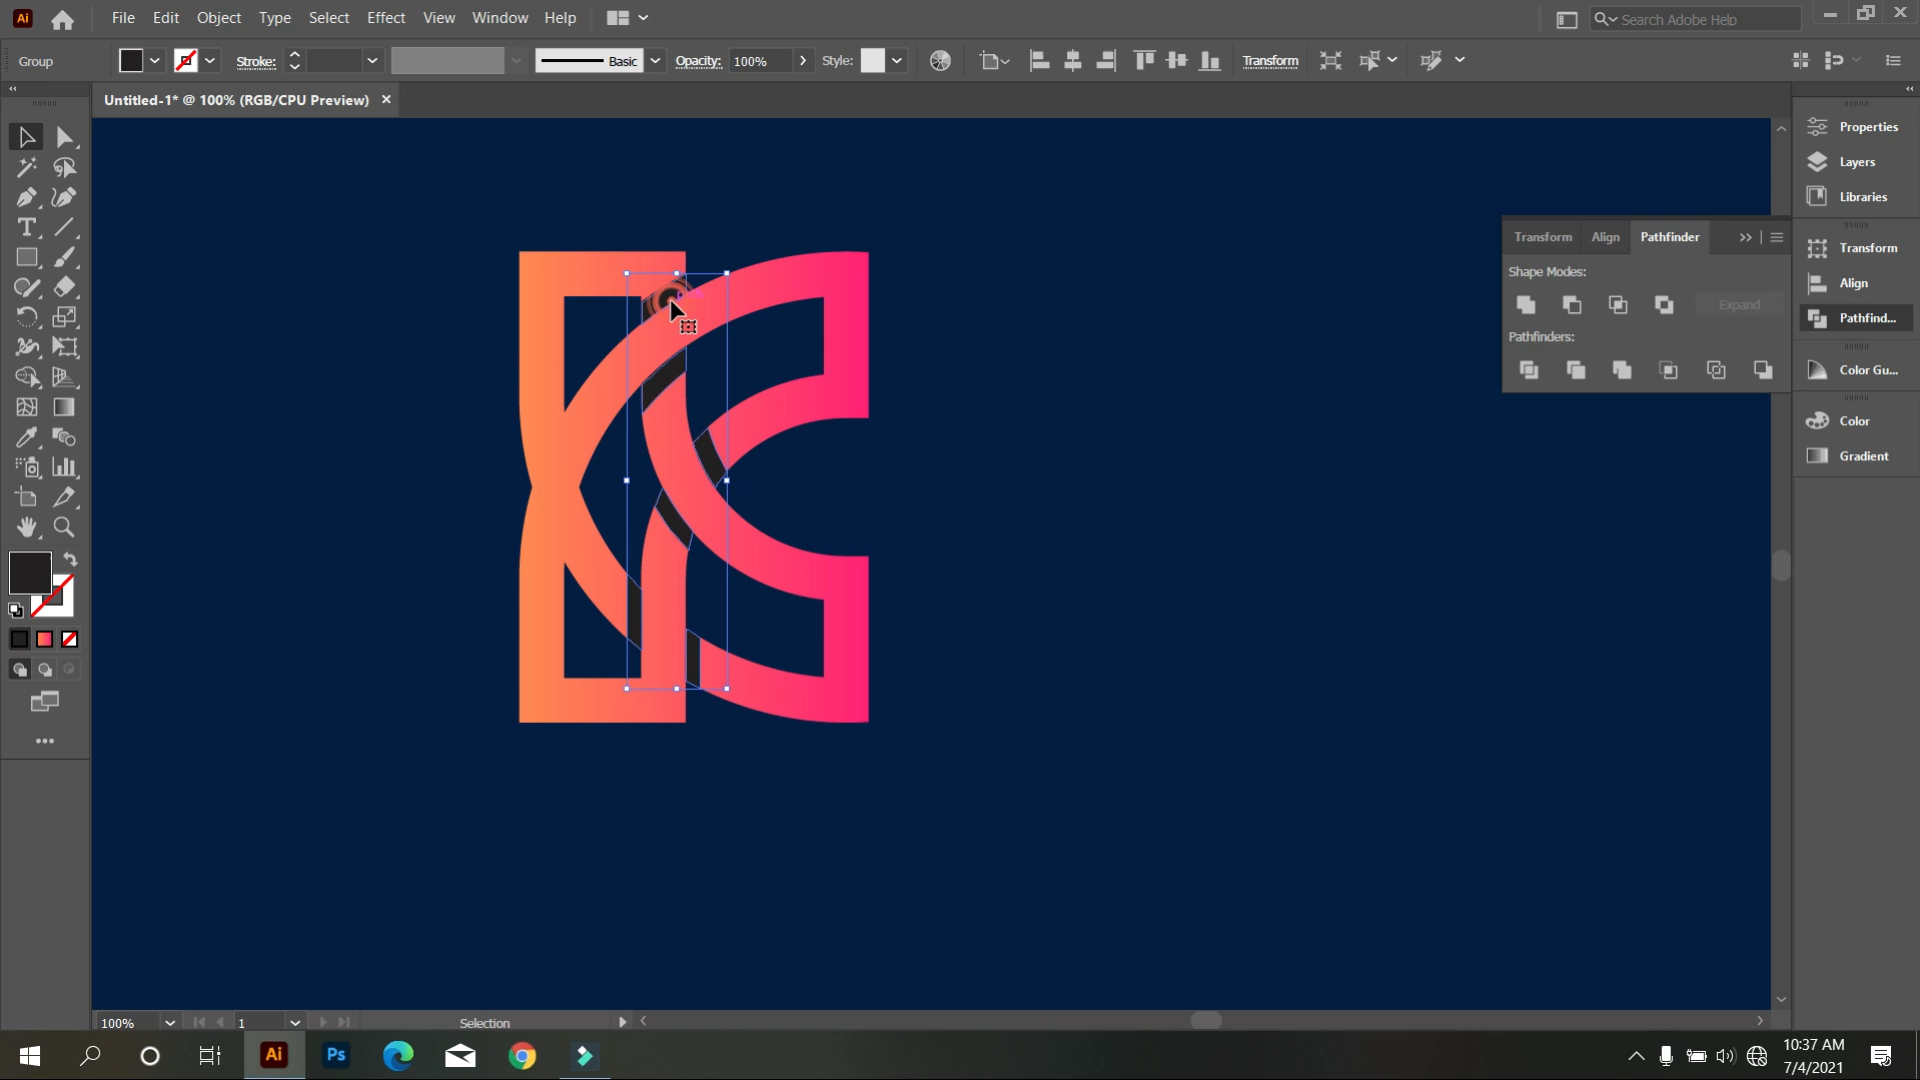 Ai File Edit Object Type Select Effect View Window Help Search Adobe Help
Group Stroke: Basic Opacity: 100% Style: Transform
Untitled-1* @ 100% (RGB/CPU Preview) ×
Properties
Layers
Libraries
Transform Align Pathfinder
Transform
Shape Modes:
Align
Expand
Pathfind...
Pathfinders:
Color Gu...
Color
Gradient
T
100% 1 Selection
Ai Ps
10:37 AM
7/4/2021